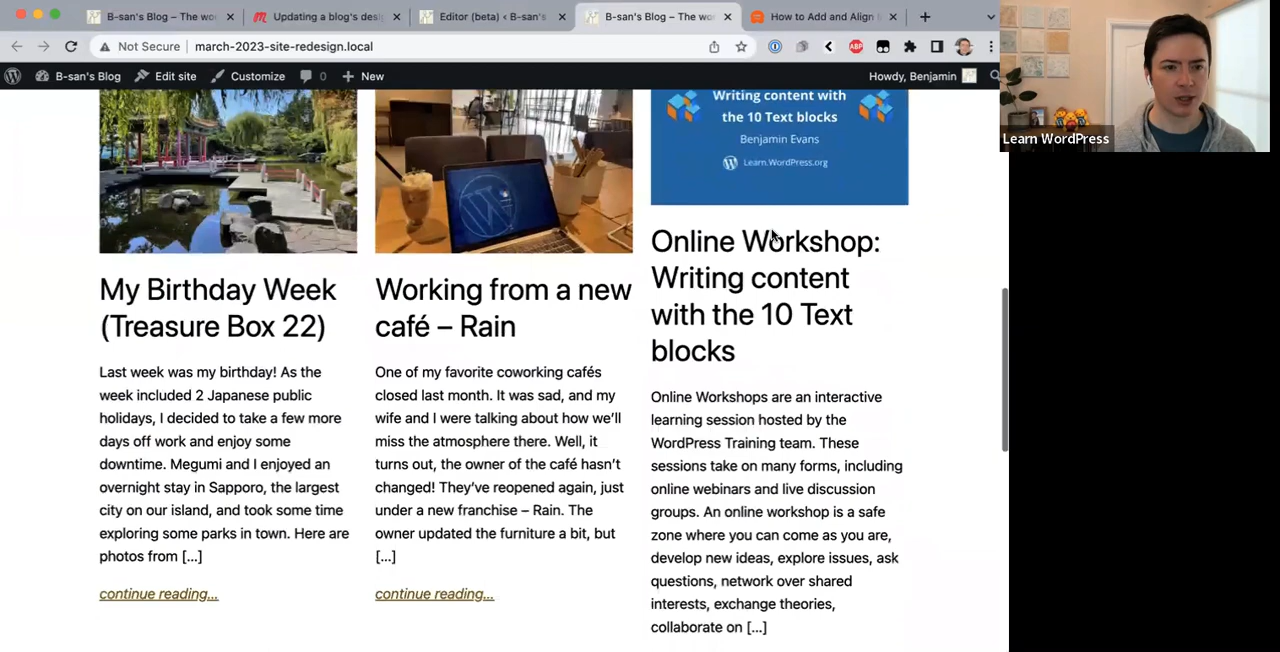 B-san's Blog – The wo
Updating a blog's desi
Editor (beta) ‹ B-san's
B-san's Blog – The wo
How to Add and Align
Not Secure
march-2023-site-redesign.local
ABP
B-san's Blog
Edit site
Customize
0
New
Howdy, Benjamin
Learn WordPress
Writing content with
the 10 Text blocks
Benjamin Evans
Learn.WordPress.org
My Birthday Week
(Treasure Box 22)
Last week was my birthday! As the
week included 2 Japanese public
holidays, I decided to take a few more
days off work and enjoy some
downtime. Megumi and I enjoyed an
overnight stay in Sapporo, the largest
city on our island, and took some time
exploring some parks in town. Here are
photos from [...]
continue reading...
Working from a new
café – Rain
One of my favorite coworking cafés
closed last month. It was sad, and my
wife and I were talking about how we'll
miss the atmosphere there. Well, it
turns out, the owner of the café hasn't
changed! They've reopened again, just
under a new franchise – Rain. The
owner updated the furniture a bit, but
[...]
continue reading...
Online Workshop:
Writing content
with the 10 Text
blocks
Online Workshops are an interactive
learning session hosted by the
WordPress Training team. These
sessions take on many forms, including
online webinars and live discussion
groups. An online workshop is a safe
zone where you can come as you are,
develop new ideas, explore issues, ask
questions, network over shared
interests, exchange theories,
collaborate on [...]